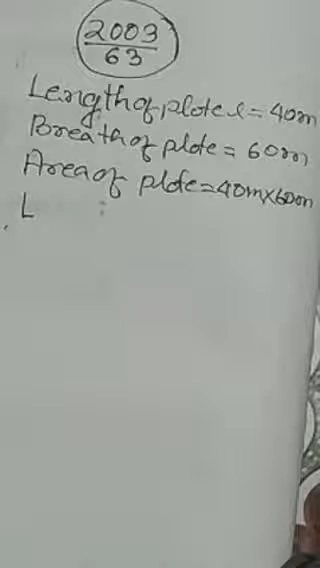 2003
63
Length of plote l = 40m
Breath of plote = 60m
Area of plote = 40m×60m
L